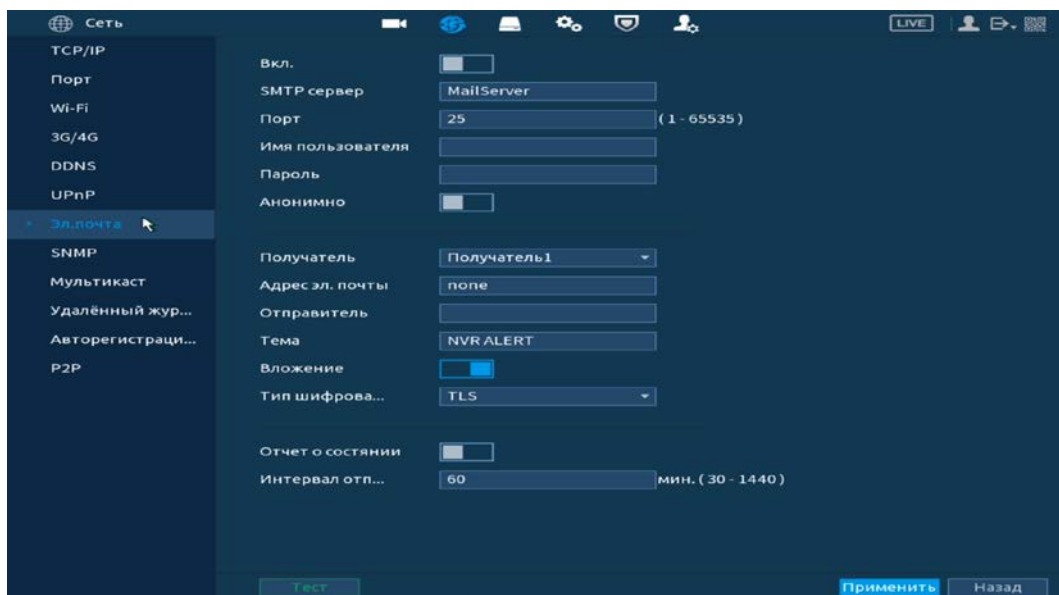 Сеть
LIVE
TCP/IP
Порт
Wi-Fi
3G/4G
DDNS
UPnP
Эл.почта
SNMP
Мультикаст
Удалённый жур...
Авторегистраци...
P2P
Вкл.
SMTP сервер MailServer
Порт 25 (1 - 65535)
Имя пользователя
Пароль
Анонимно
Получатель Получатель1
Адрес эл. почты none
Отправитель
Тема NVR ALERT
Вложение
Тип шифрова... TLS
Отчет о состянии
Интервал отп... 60 мин. (30 - 1440)
Тест Применить Назад